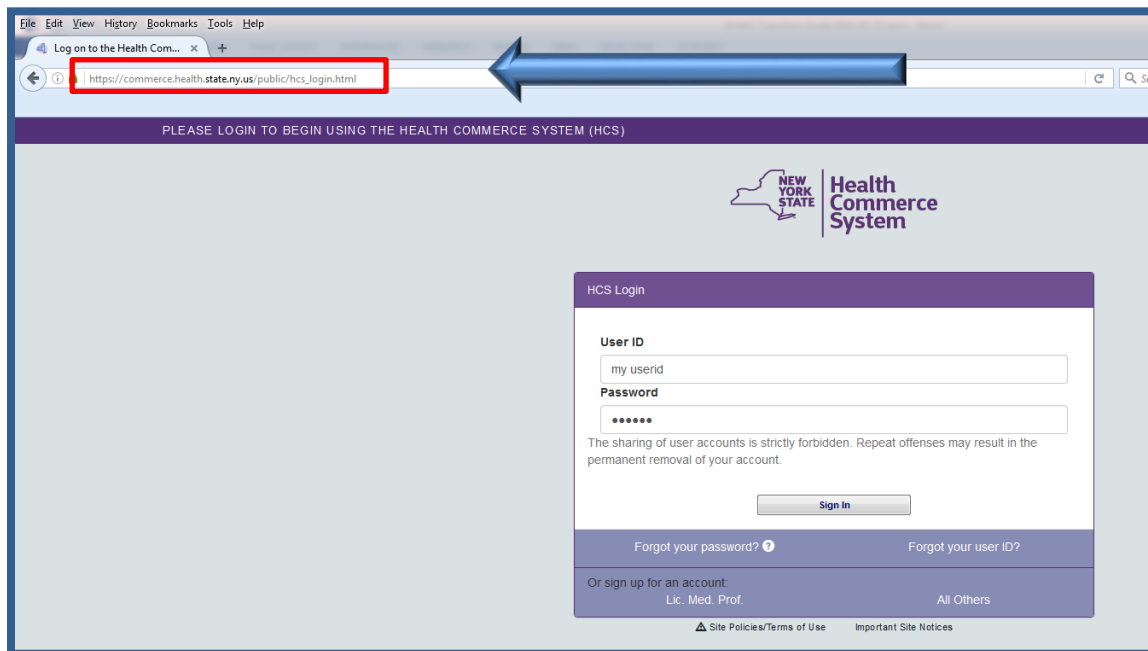 File Edit View History Bookmarks Tools Help
Log on to the Health Com... × +
https://commerce.health.state.ny.us/public/hcs_login.html
PLEASE LOGIN TO BEGIN USING THE HEALTH COMMERCE SYSTEM (HCS)
NEW YORK STATE
Health Commerce System
HCS Login
User ID
my userid
Password
••••••
The sharing of user accounts is strictly forbidden. Repeat offenses may result in the
permanent removal of your account.
Sign In
Forgot your password? ? Forgot your user ID?
Or sign up for an account:
Lic. Med. Prof. All Others
Site Policies/Terms of Use Important Site Notices